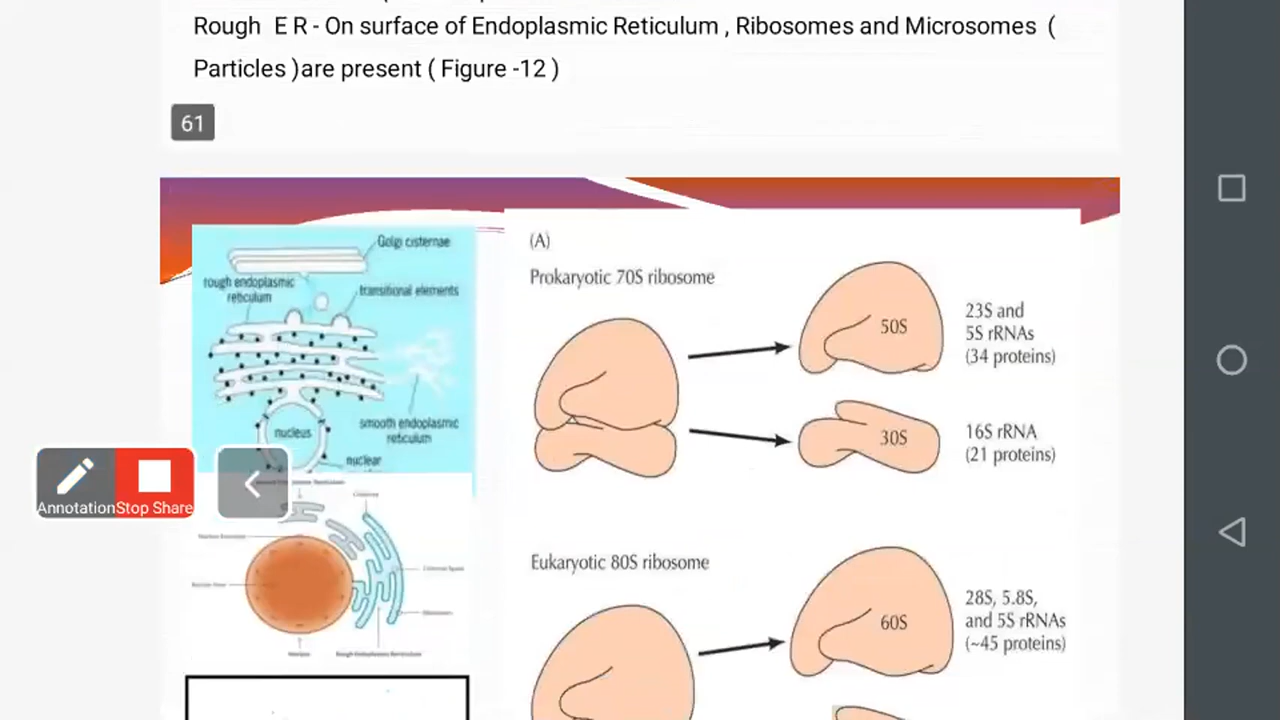 Rough E R - On surface of Endoplasmic Reticulum , Ribosomes and Microsomes (
Particles )are present ( Figure -12 )
61
Golgi cisternae
rough endoplasmic
reticulum
transitional elements
smooth endoplasmic
reticulum
nucleus
nuclear
(A)
Prokaryotic 70S ribosome
50S
23S and
5S rRNAs
(34 proteins)
30S
16S rRNA
(21 proteins)
Annotation
Stop Share
Rough Endoplasmic Reticulum
Eukaryotic 80S ribosome
60S
28S, 5.8S,
and 5S rRNAs
(~45 proteins)